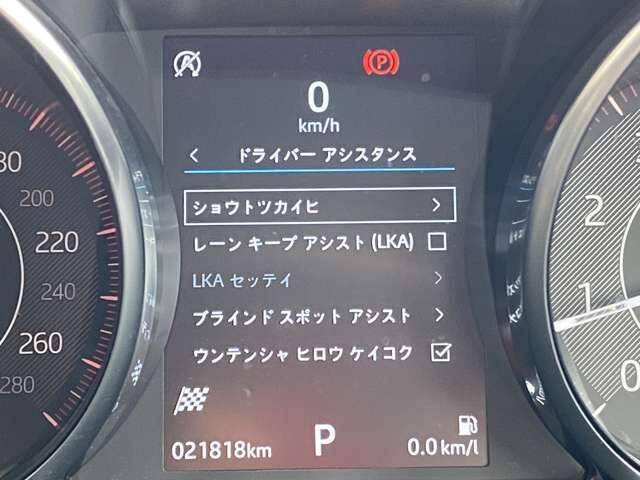 P
0
km/h
ドライバー アシスタンス
ショウトツカイヒ
レーン キープ アシスト (LKA)
LKA セッテイ
ブラインド スポット アシスト
ウンテンシャ ヒロウ ケイコク
021818km
P
0.0 km/l
200
220
240
260
280
2
1
0